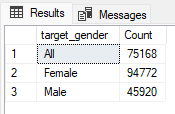 Results Messages
target_gender Count
1 All 75168
2 Female 94772
3 Male 45920